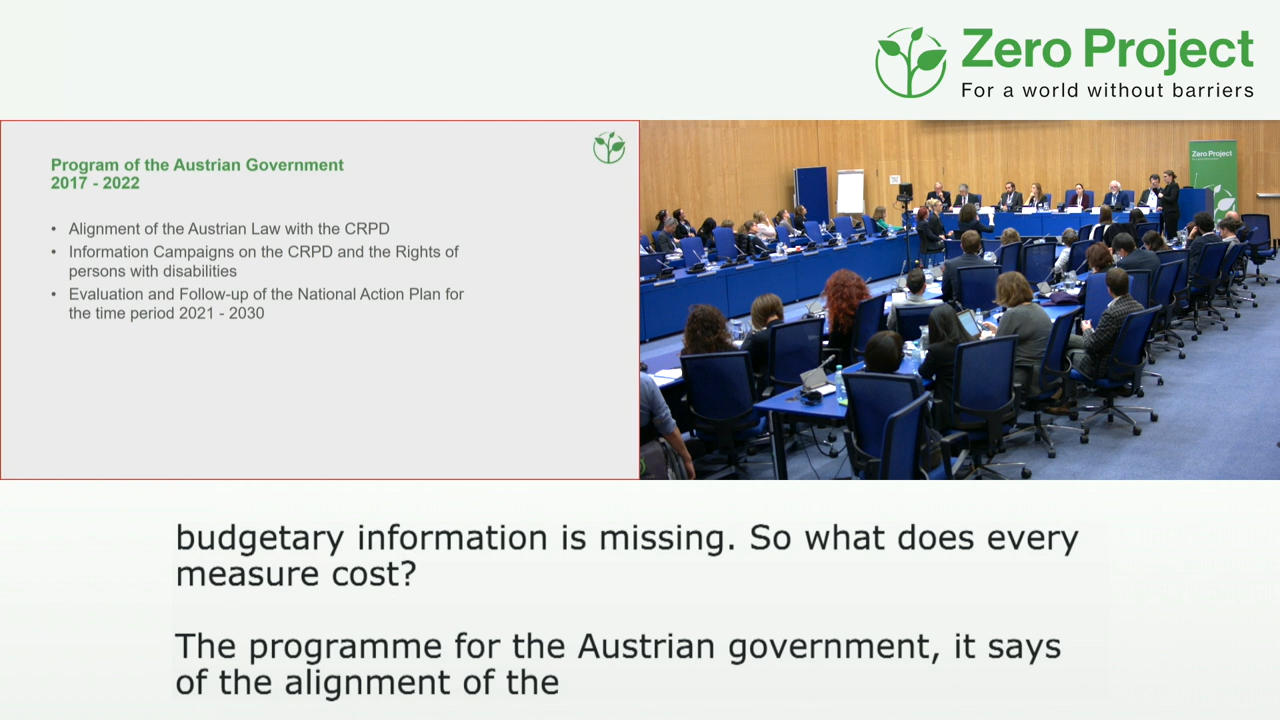 Zero Project
For a world without barriers
Program of the Austrian Government
2017 - 2022
• Alignment of the Austrian Law with the CRPD
• Information Campaigns on the CRPD and the Rights of
persons with disabilities
• Evaluation and Follow-up of the National Action Plan for
the time period 2021 - 2030
Zero Project
budgetary information is missing. So what does every
measure cost?
The programme for the Austrian government, it says
of the alignment of the